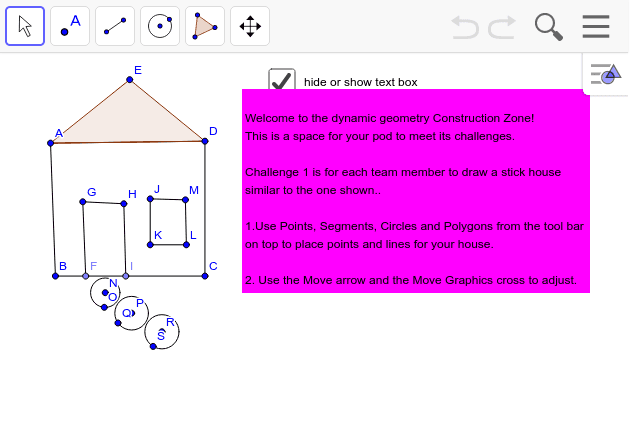 A
hide or show text box
E
A
D
Welcome to the dynamic geometry Construction Zone!
This is a space for your pod to meet its challenges.
Challenge 1 is for each team member to draw a stick house
similar to the one shown..
G
H
J
M
1.Use Points, Segments, Circles and Polygons from the tool bar
on top to place points and lines for your house.
K
L
B
F
I
C
2. Use the Move arrow and the Move Graphics cross to adjust.
N
O
P
Q
R
S